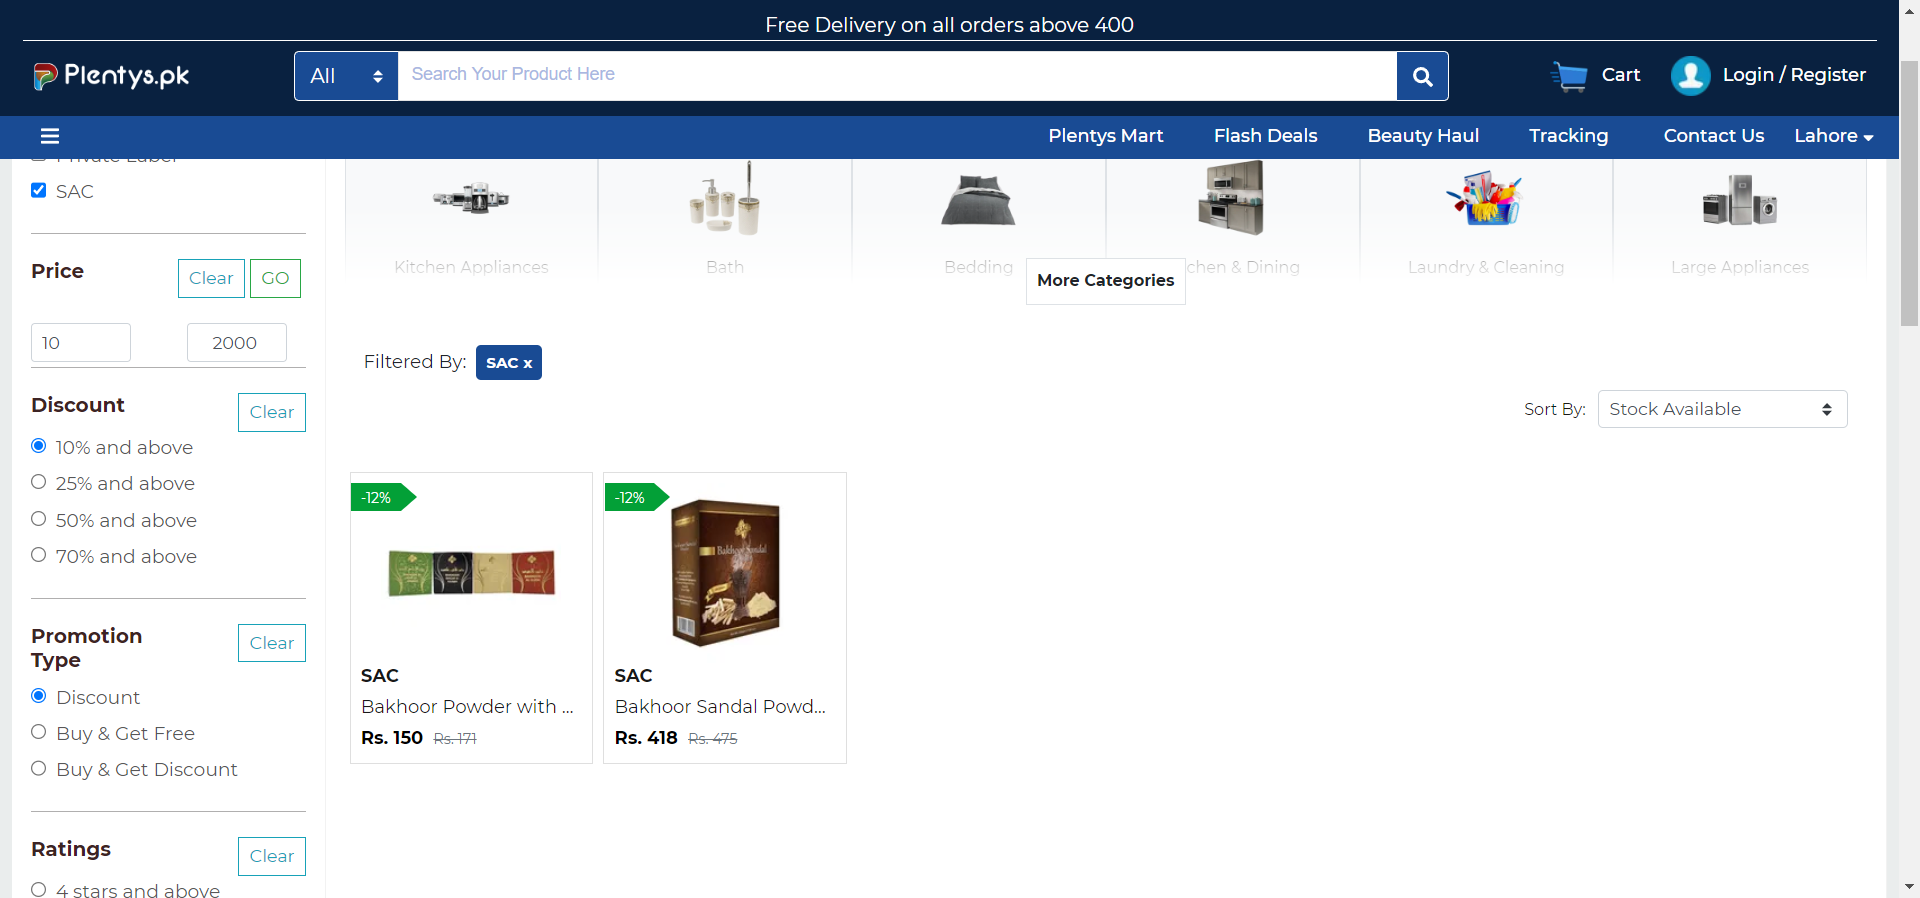 Free Delivery on all orders above 400
Plentys.pk
All
Search Your Product Here
Cart
Login / Register
Plentys Mart
Flash Deals
Beauty Haul
Tracking
Contact Us
Lahore
Private Label
SAC
Price
Clear
GO
10
2000
Discount
Clear
10% and above
25% and above
50% and above
70% and above
Promotion
Type
Clear
Discount
Buy & Get Free
Buy & Get Discount
Ratings
Clear
4 stars and above
Kitchen Appliances
Bath
Bedding
chen & Dining
Laundry & Cleaning
Large Appliances
More Categories
Filtered By:
SAC x
Sort By:
Stock Available
-12%
SAC
Bakhoor Powder with ...
Rs. 150 Rs. 171
-12%
Bakhoor Sandal
SAC
Bakhoor Sandal Powd...
Rs. 418 Rs. 475